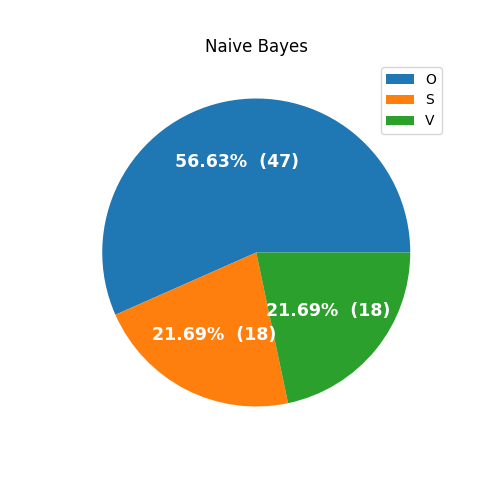 Naive Bayes
O
S
V
56.63%  (47)
21.69%  (18)
21.69%  (18)